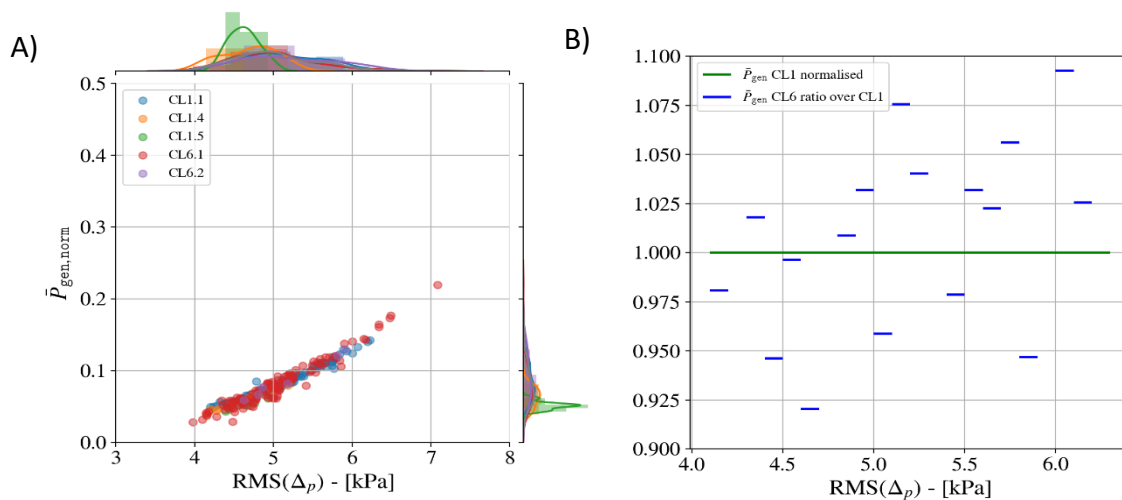 A)
0.5
0.4
0.3
0.2
0.1
0.0
P̄gen,norm
CL1.1
CL1.4
CL1.5
CL6.1
CL6.2
3 4 5 6 7 8
RMS(Δp) - [kPa]
B)
1.100
1.075
1.050
1.025
1.000
0.975
0.950
0.925
0.900
P̄gen CL1 normalised
P̄gen CL6 ratio over CL1
4.0 4.5 5.0 5.5 6.0
RMS(Δp) - [kPa]